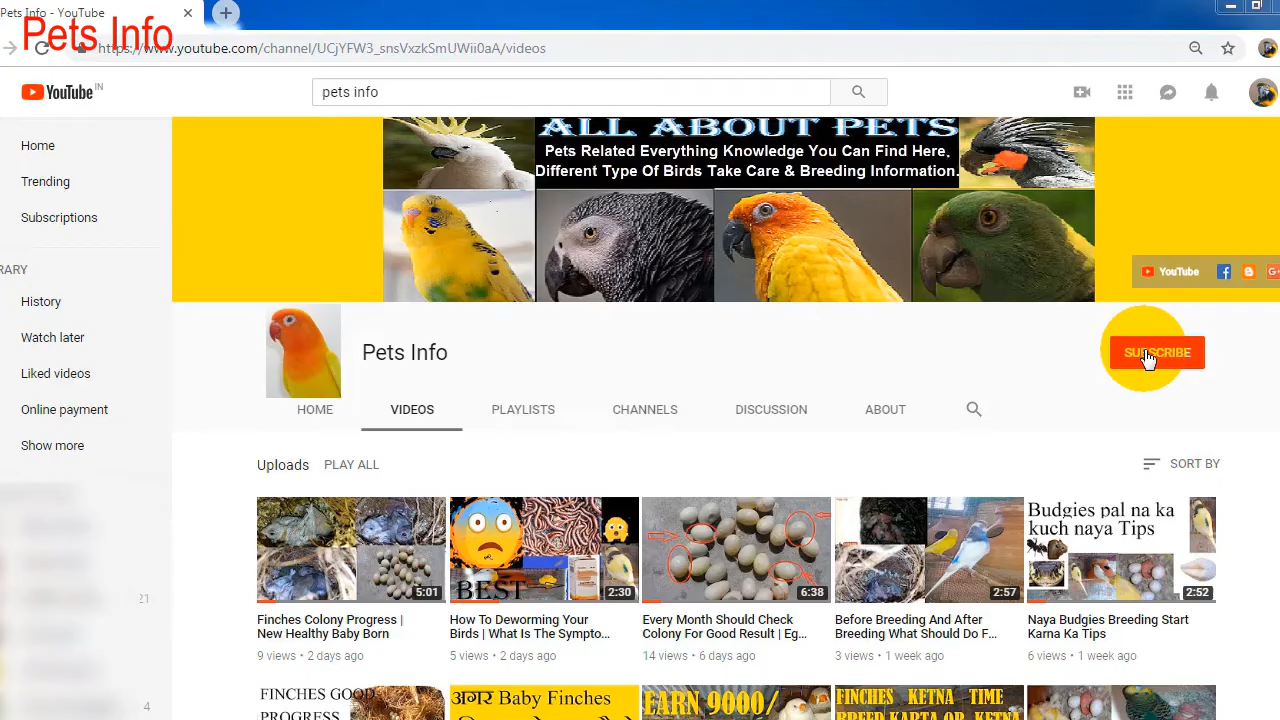 Pets Info - YouTube
Pets Info
https://www.youtube.com/channel/UCjYFW3_snsVxzkSmUWii0aA/videos
YouTube IN
pets info
Home
Trending
Subscriptions
RARY
History
Watch later
Liked videos
Online payment
Show more
21
4
ALL ABOUT PETS
Pets Related Everything Knowledge You Can Find Here,
Different Type Of Birds Take Care & Breeding Information.
YouTube
Pets Info
SUBSCRIBE
HOME VIDEOS PLAYLISTS CHANNELS DISCUSSION ABOUT
Uploads PLAY ALL SORT BY
5:01
BEST
2:30
6:38
2:57
Budgies pal na ka
kuch naya Tips
2:52
Finches Colony Progress |
New Healthy Baby Born
9 views • 2 days ago
How To Deworming Your
Birds | What Is The Sympto...
5 views • 2 days ago
Every Month Should Check
Colony For Good Result | Eg...
14 views • 6 days ago
Before Breeding And After
Breeding What Should Do F...
3 views • 1 week ago
Naya Budgies Breeding Start
Karna Ka Tips
6 views • 1 week ago
FINCHES GOOD
PROGRESS
अगर Baby Finches
EARN 9000/
FINCHES KETNA TIME
BREED KARTA OR KETNA